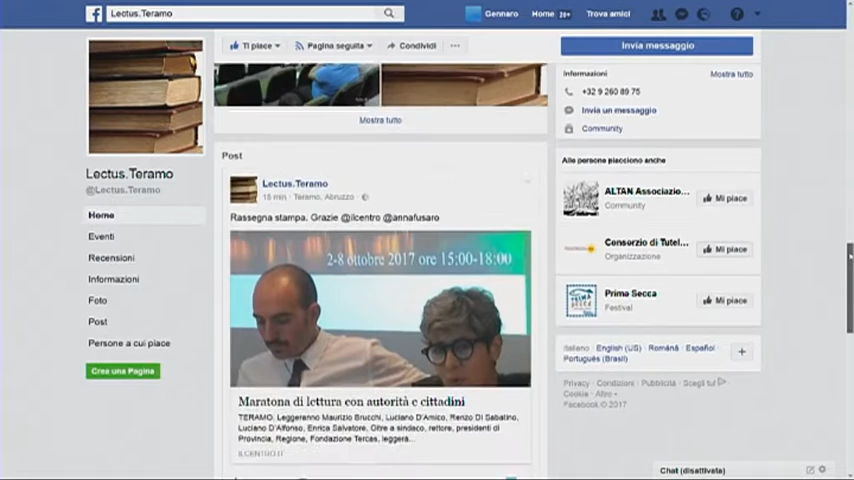 Lectus.Teramo
Gennaro
Home 20+
Trova amici
Ti piace
Pagina seguita
Condividi
...
Invia messaggio
Mostra tutto
Lectus.Teramo
@Lectus.Teramo
Home
Eventi
Recensioni
Informazioni
Foto
Post
Persone a cui piace
Crea una Pagina
Post
Lectus.Teramo
15 min · Teramo, Abruzzo ·
Rassegna stampa. Grazie @ilcentro @annafusaro
2-8 ottobre 2017 ore 15:00-18:00
Maratona di lettura con autorità e cittadini
TERAMO. Leggeranno Maurizio Brucchi, Luciano D'Amico, Renzo Di Sabatino,
Luciano D'Alfonso, Enrica Salvatore. Oltre a sindaco, rettore, presidenti di
Provincia, Regione, Fondazione Tercas, leggerà...
ILCENTRO.IT
Informazioni
Mostra tutto
+32 9 260 89 75
Invia un messaggio
Community
Alle persone piacciono anche
ALTAN Associazio...
Community
Mi piace
Consorzio di Tutel...
Organizzazione
Mi piace
Prima Secca
Festival
Mi piace
Italiano · English (US) · Română · Español ·
Português (Brasil)
Privacy · Condizioni · Pubblicità · Scegli tu!
Cookie · Altro
Facebook © 2017
Chat (disattivata)